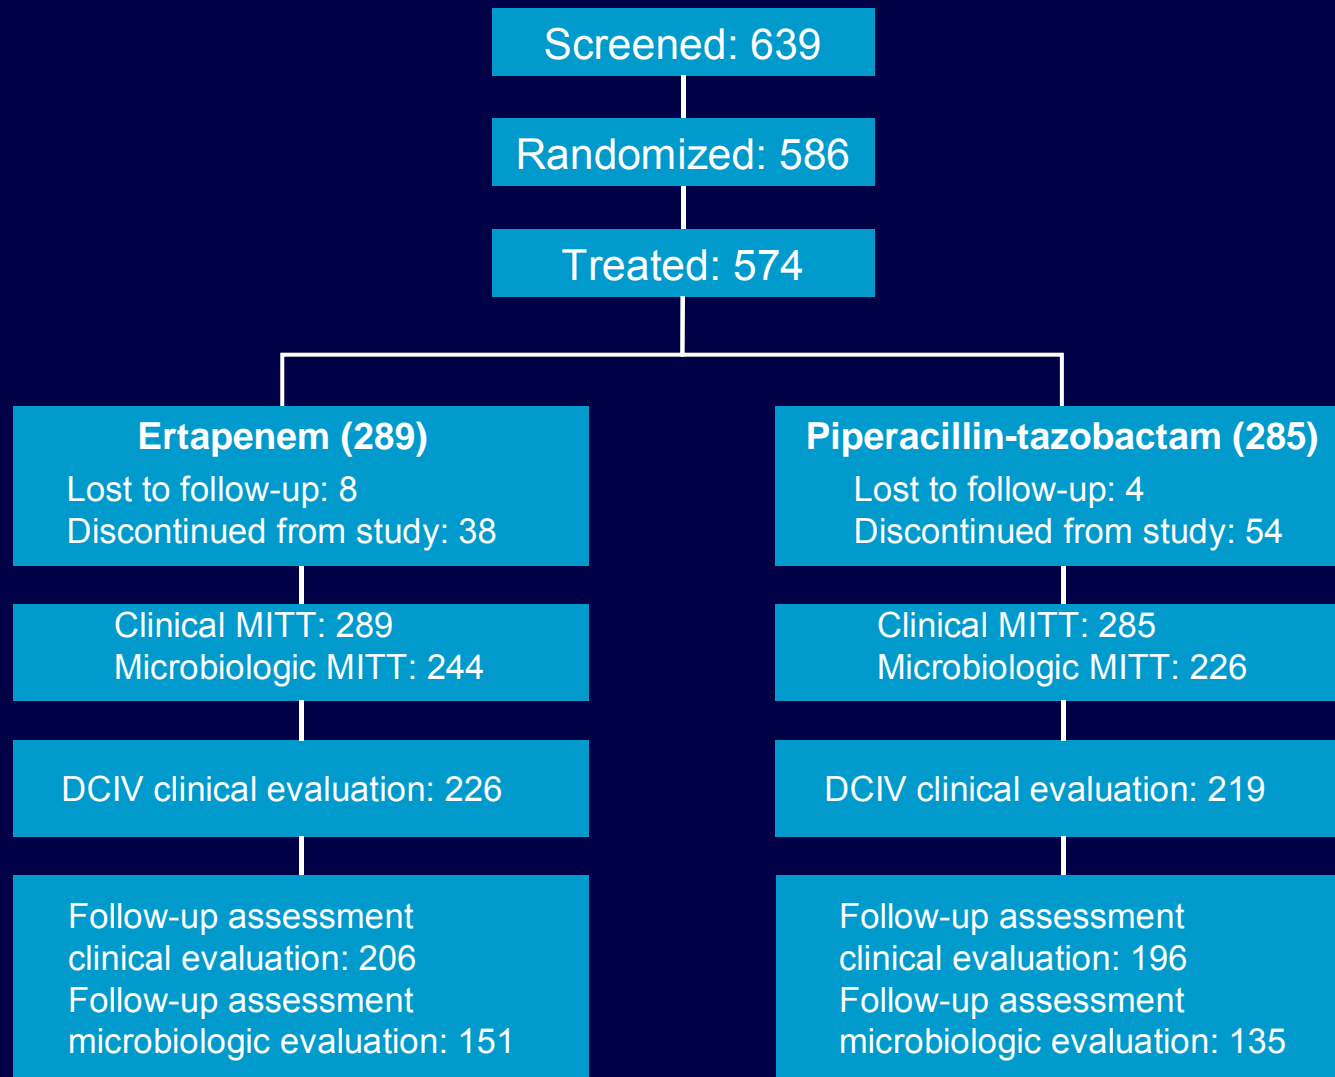 Screened: 639
Randomized: 586
Treated: 574
Ertapenem (289)
Lost to follow-up: 8
Discontinued from study: 38
Clinical MITT: 289
Microbiologic MITT: 244
DCIV clinical evaluation: 226
Follow-up assessment
clinical evaluation: 206
Follow-up assessment
microbiologic evaluation: 151
Piperacillin-tazobactam (285)
Lost to follow-up: 4
Discontinued from study: 54
Clinical MITT: 285
Microbiologic MITT: 226
DCIV clinical evaluation: 219
Follow-up assessment
clinical evaluation: 196
Follow-up assessment
microbiologic evaluation: 135